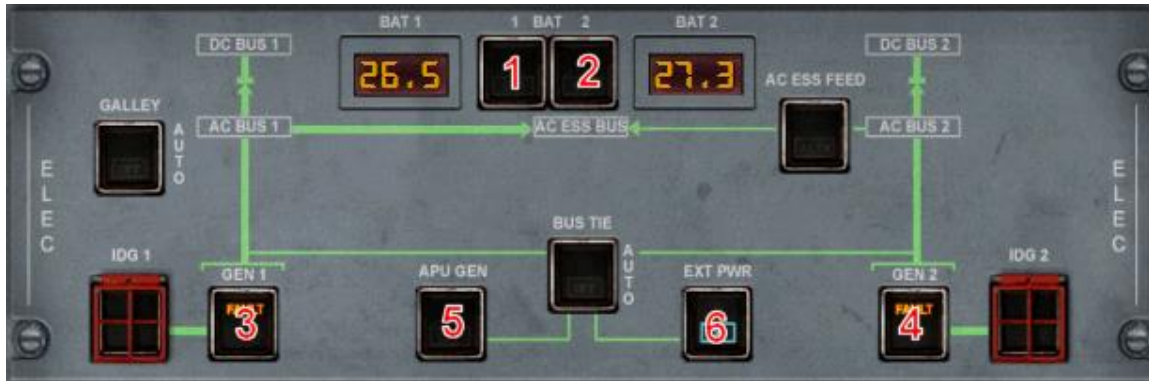 BAT 1
1 BAT 2
BAT 2
DC BUS 1
DC BUS 2
26.5
1
2
27.3
AC ESS FEED
GALLEY
AUTO
AC BUS 1
AC ESS BUS
AC BUS 2
ELEC
ELEC
BUS TIE
AUTO
IDG 1
GEN 1
APU GEN
EXT PWR
GEN 2
IDG 2
FAULT
3
5
6
FAULT
4